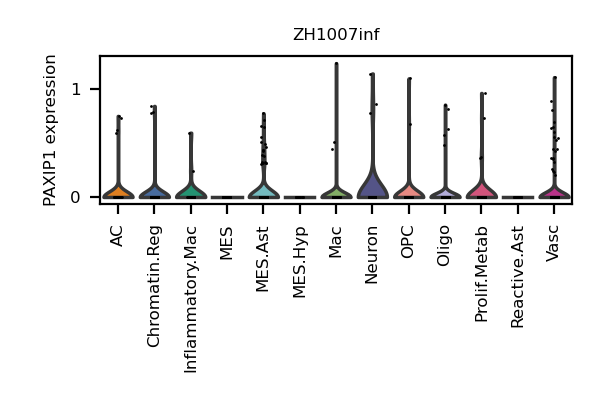 ZH1007inf
PAXIP1 expression
1
0
AC
Chromatin.Reg
Inflammatory.Mac
MES
MES.Ast
MES.Hyp
Mac
Neuron
OPC
Oligo
Prolif.Metab
Reactive.Ast
Vasc